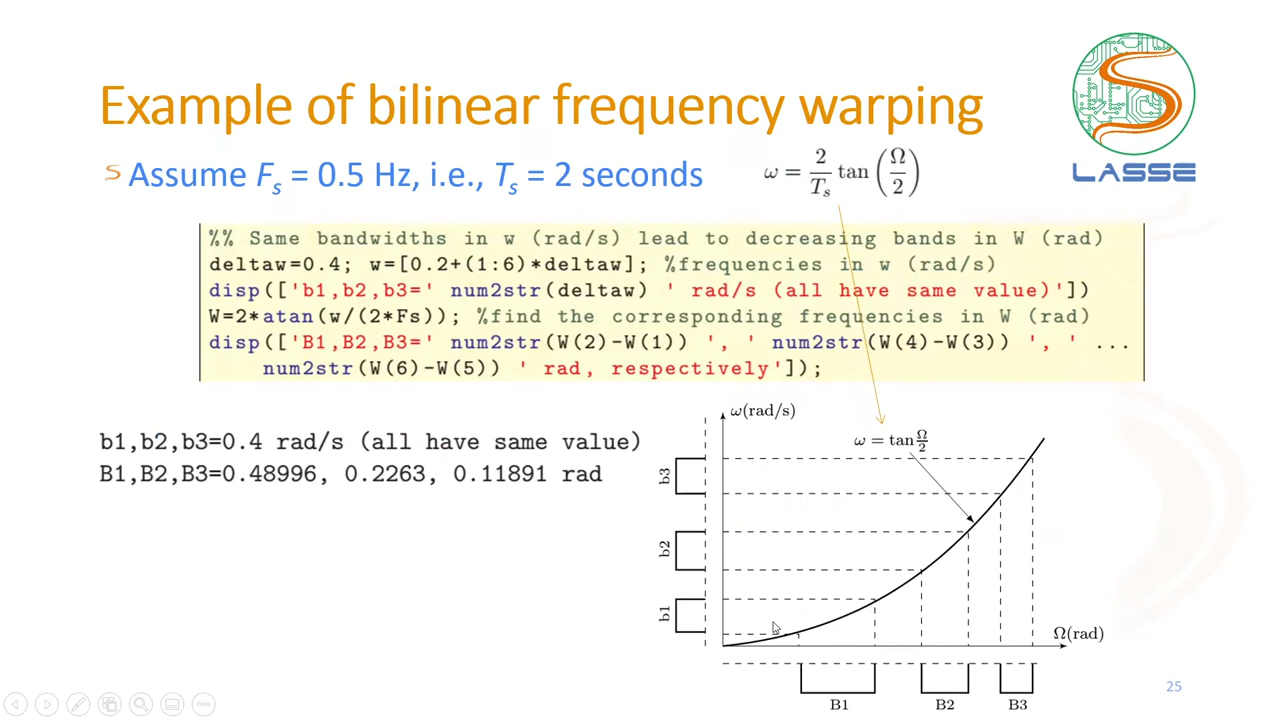 Example of bilinear frequency warping
LASSE
Assume Fs = 0.5 Hz, i.e., Ts = 2 seconds
ω = 2/Ts tan(Ω/2)
%% Same bandwidths in w (rad/s) lead to decreasing bands in W (rad)
deltaw=0.4; w=[0.2+(1:6)*deltaw]; %frequencies in w (rad/s)
disp(['b1,b2,b3=' num2str(deltaw) ' rad/s (all have same value)'])
W=2*atan(w/(2*Fs)); %find the corresponding frequencies in W (rad)
disp(['B1,B2,B3=' num2str(W(2)-W(1)) ', ' num2str(W(4)-W(3)) ', ' ...
num2str(W(6)-W(5)) ' rad, respectively']);
b1,b2,b3=0.4 rad/s (all have same value)
B1,B2,B3=0.48996, 0.2263, 0.11891 rad
ω(rad/s)
ω = tan Ω/2
b3
b2
b1
Ω(rad)
B1
B2
B3
25